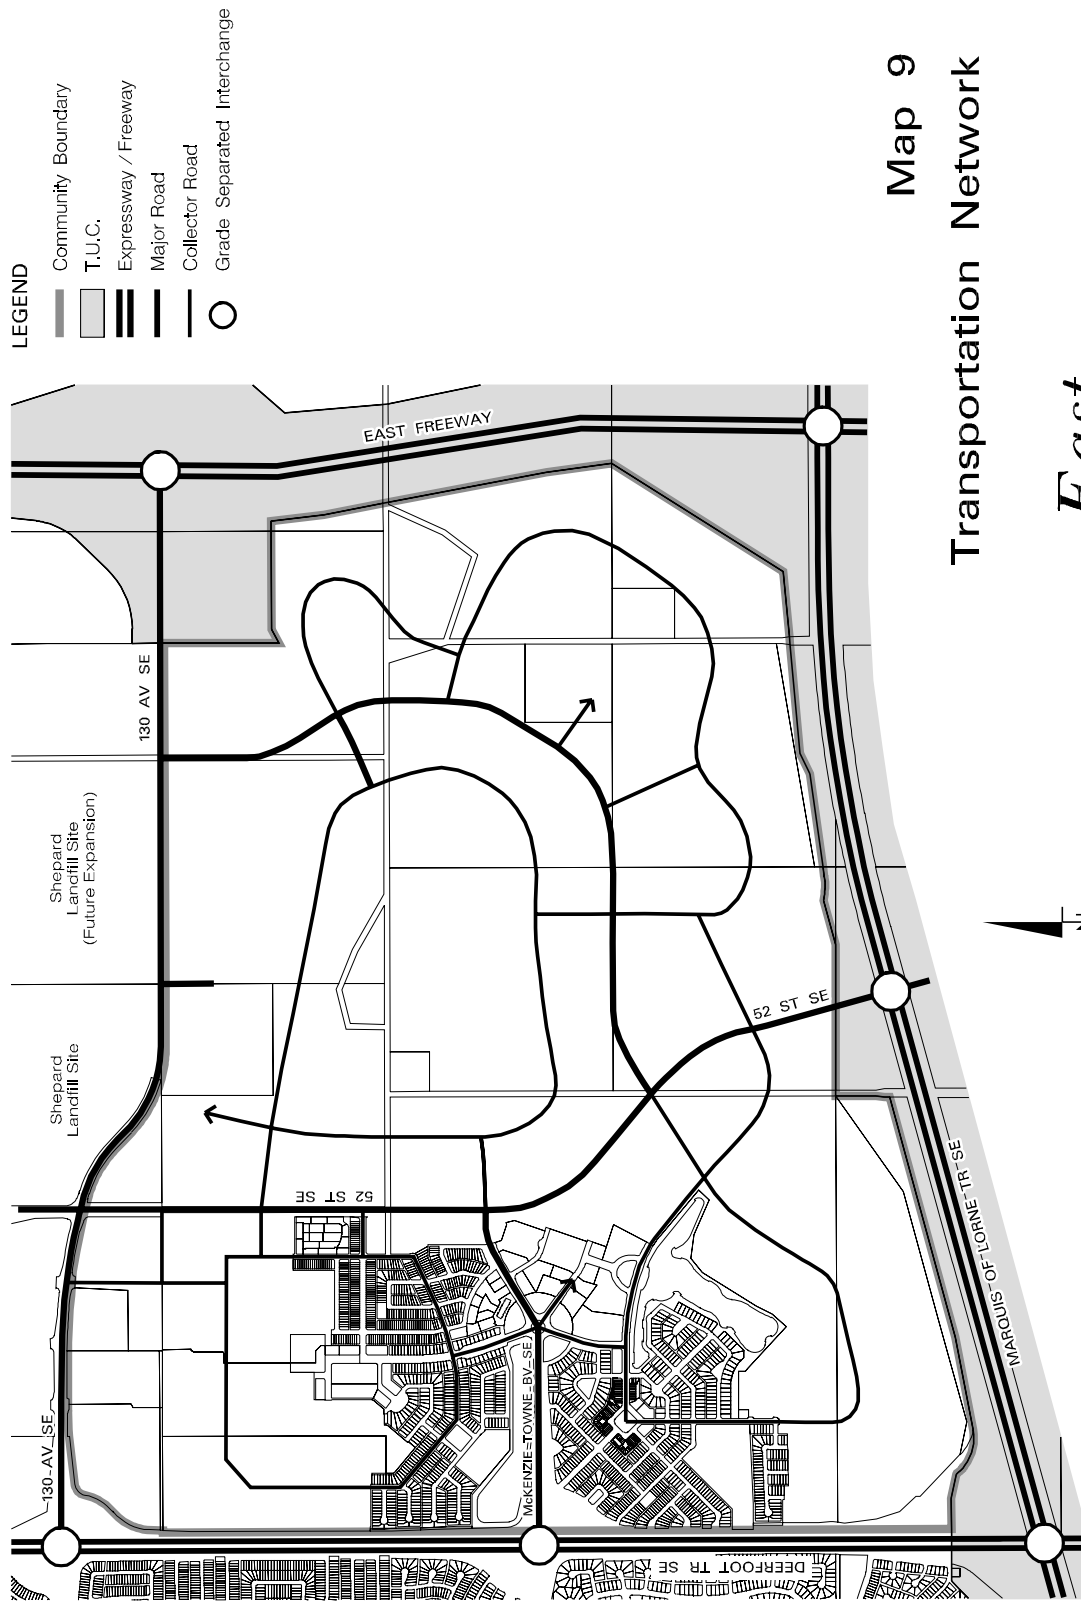 LEGEND
Community Boundary
T.U.C.
Expressway / Freeway
Major Road
Collector Road
Grade Separated Interchange
Map 9
Transportation Network
East
EAST FREEWAY
130 AV SE
Shepard
Landfill Site
(Future Expansion)
Shepard
Landfill Site
52 ST SE
52 ST SE
130 AV SE
McKENZIE TOWNE BV SE
MARQUIS OF LORNE TR SE
DEERFOOT TR SE
N